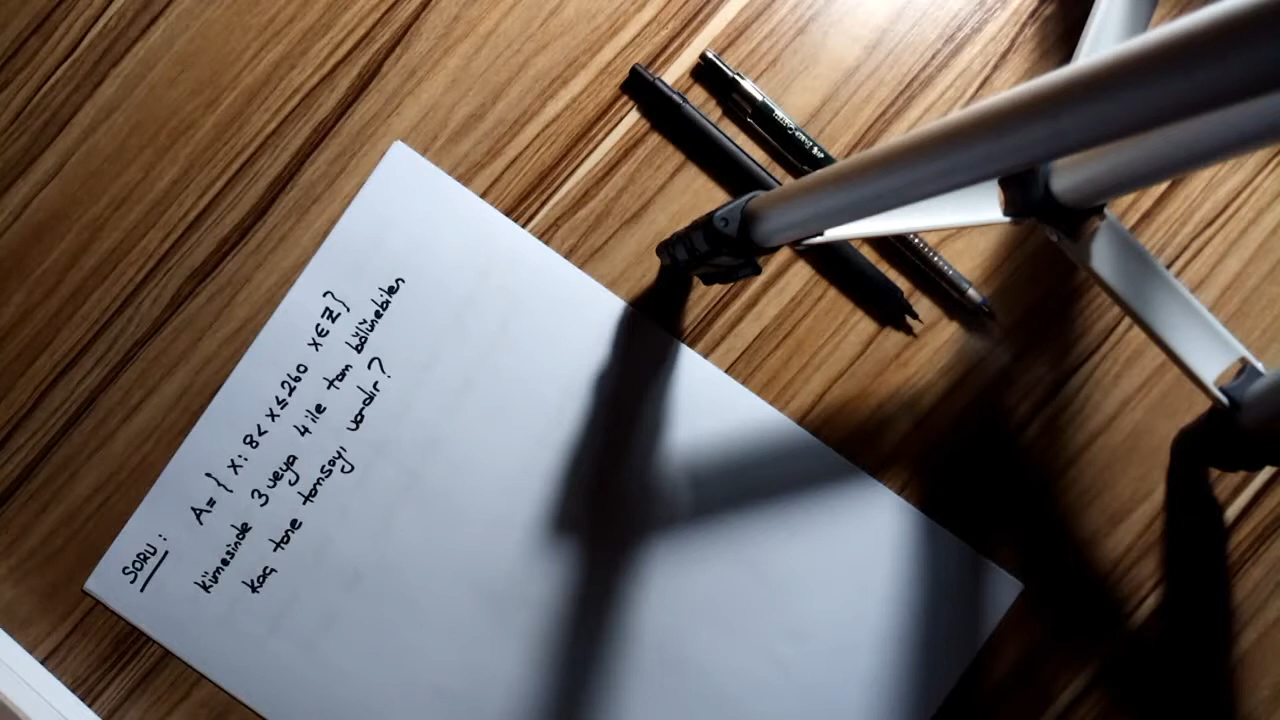 SORU: A={x: 8<x≤260 x∈Z}
kümesinde 3 veya 4 ile tam bölünebilen
kaç tane tamsayı vardır?